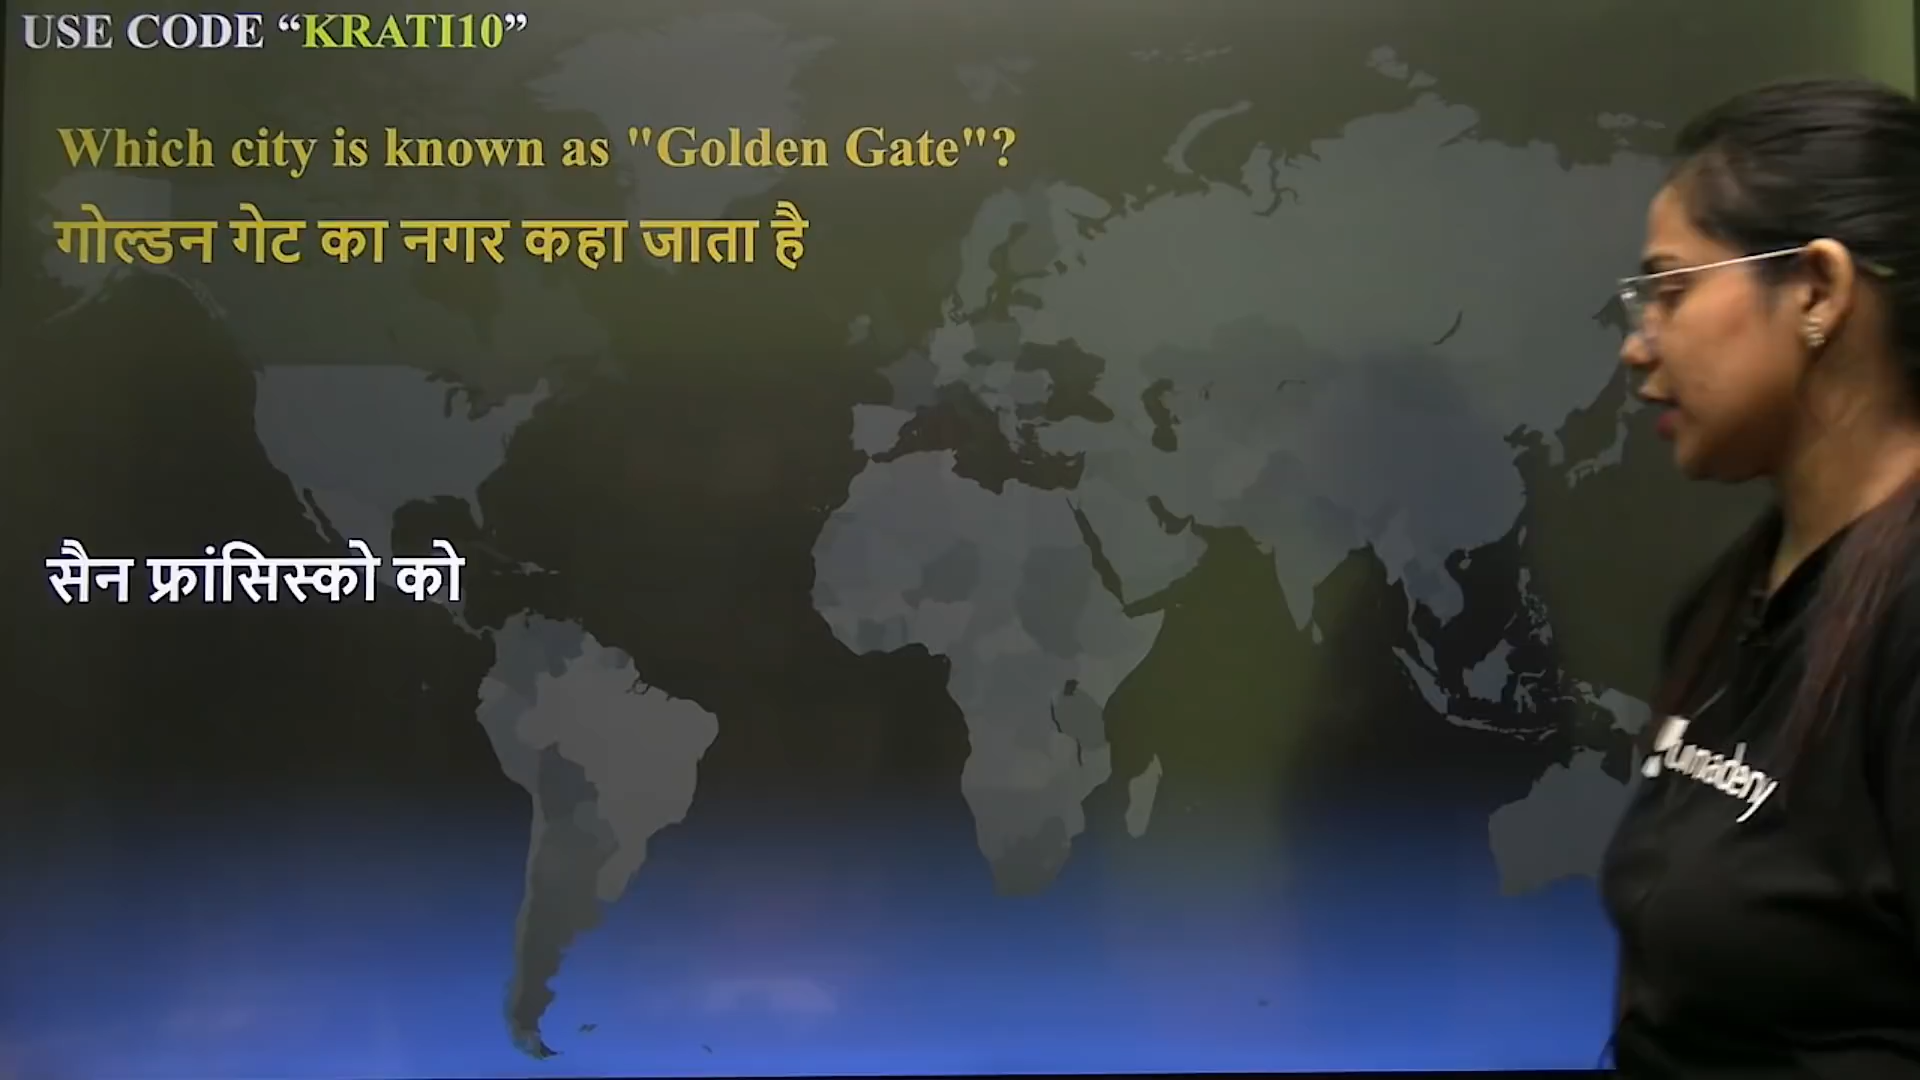 USE CODE “KRATI10”
Which city is known as "Golden Gate"?
गोल्डन गेट का नगर कहा जाता है
सैन फ्रांसिस्को को